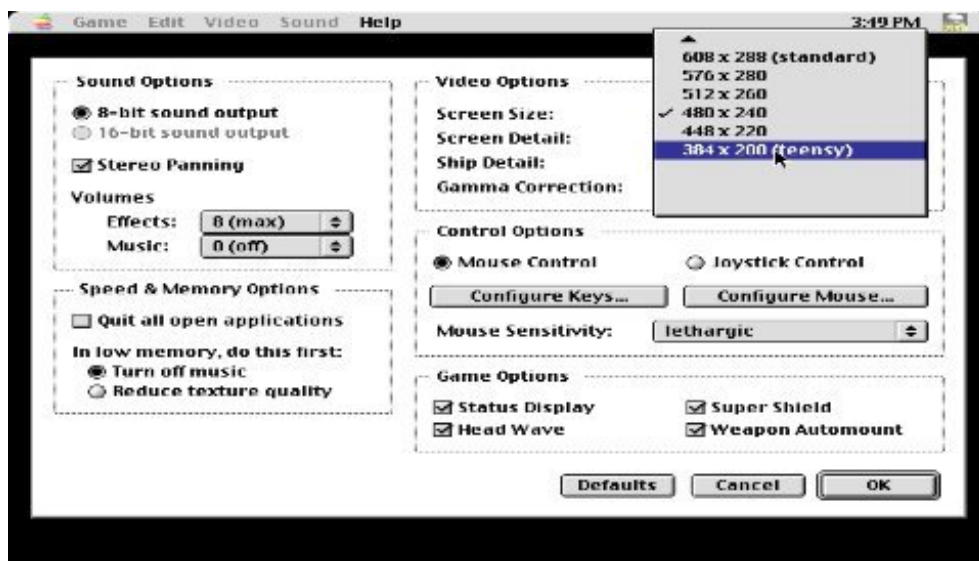 Game Edit Video Sound Help 3:49 PM
Sound Options
8-bit sound output
16-bit sound output
Stereo Panning
Volumes
Effects: 8 (max)
Music: 0 (off)
Speed & Memory Options
Quit all open applications
In low memory, do this first:
Turn off music
Reduce texture quality
Video Options
Screen Size:
Screen Detail:
Ship Detail:
Gamma Correction:
608 x 288 (standard)
576 x 280
512 x 260
480 x 240
448 x 220
384 x 200 (teensy)
Control Options
Mouse Control Joystick Control
Configure Keys... Configure Mouse...
Mouse Sensitivity: lethargic
Game Options
Status Display Super Shield
Head Wave Weapon Automount
Defaults Cancel OK